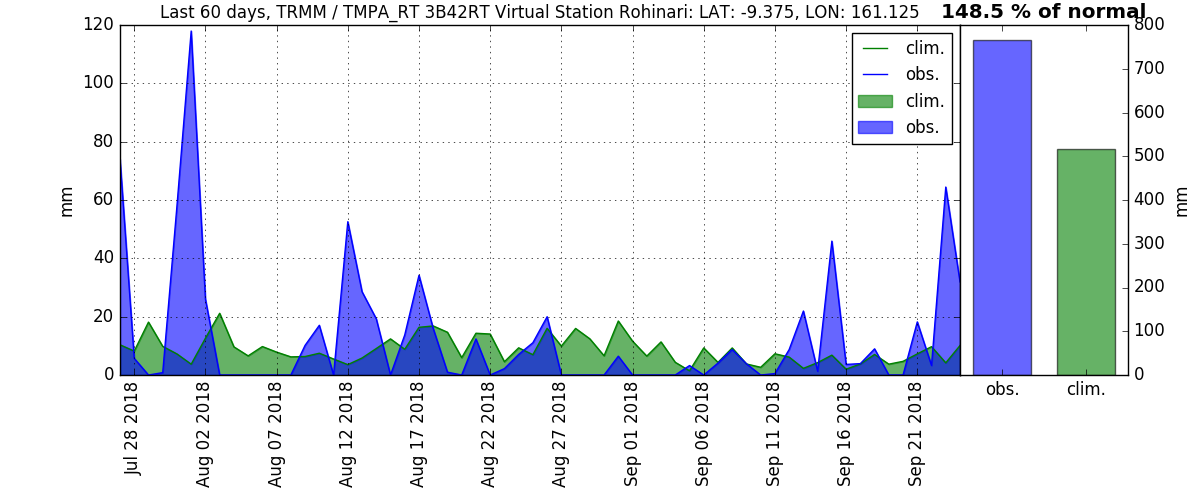 Last 60 days, TRMM / TMPA_RT 3B42RT Virtual Station Rohinari: LAT: -9.375, LON: 161.125
148.5 % of normal
120
100
80
60
40
20
0
mm
clim.
obs.
clim.
obs.
800
700
600
500
400
300
200
100
0
mm
Jul 28 2018
Aug 02 2018
Aug 07 2018
Aug 12 2018
Aug 17 2018
Aug 22 2018
Aug 27 2018
Sep 01 2018
Sep 06 2018
Sep 11 2018
Sep 16 2018
Sep 21 2018
obs.
clim.